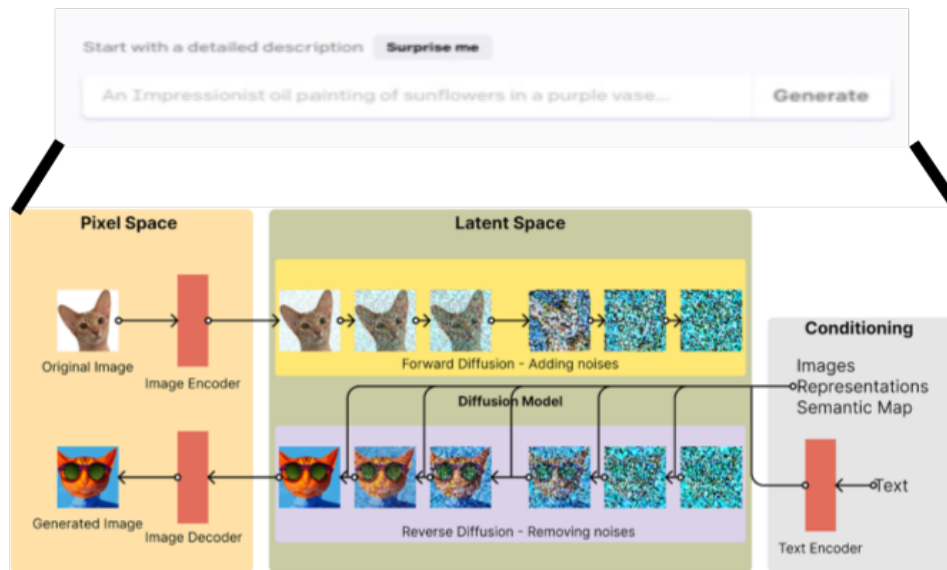 Start with a detailed description Surprise me
An Impressionist oil painting of sunflowers in a purple vase... Generate
Pixel Space
Latent Space
Original Image
Image Encoder
Forward Diffusion - Adding noises
Conditioning
Images
Representations
Semantic Map
Diffusion Model
Generated Image
Image Decoder
Reverse Diffusion - Removing noises
Text
Text Encoder